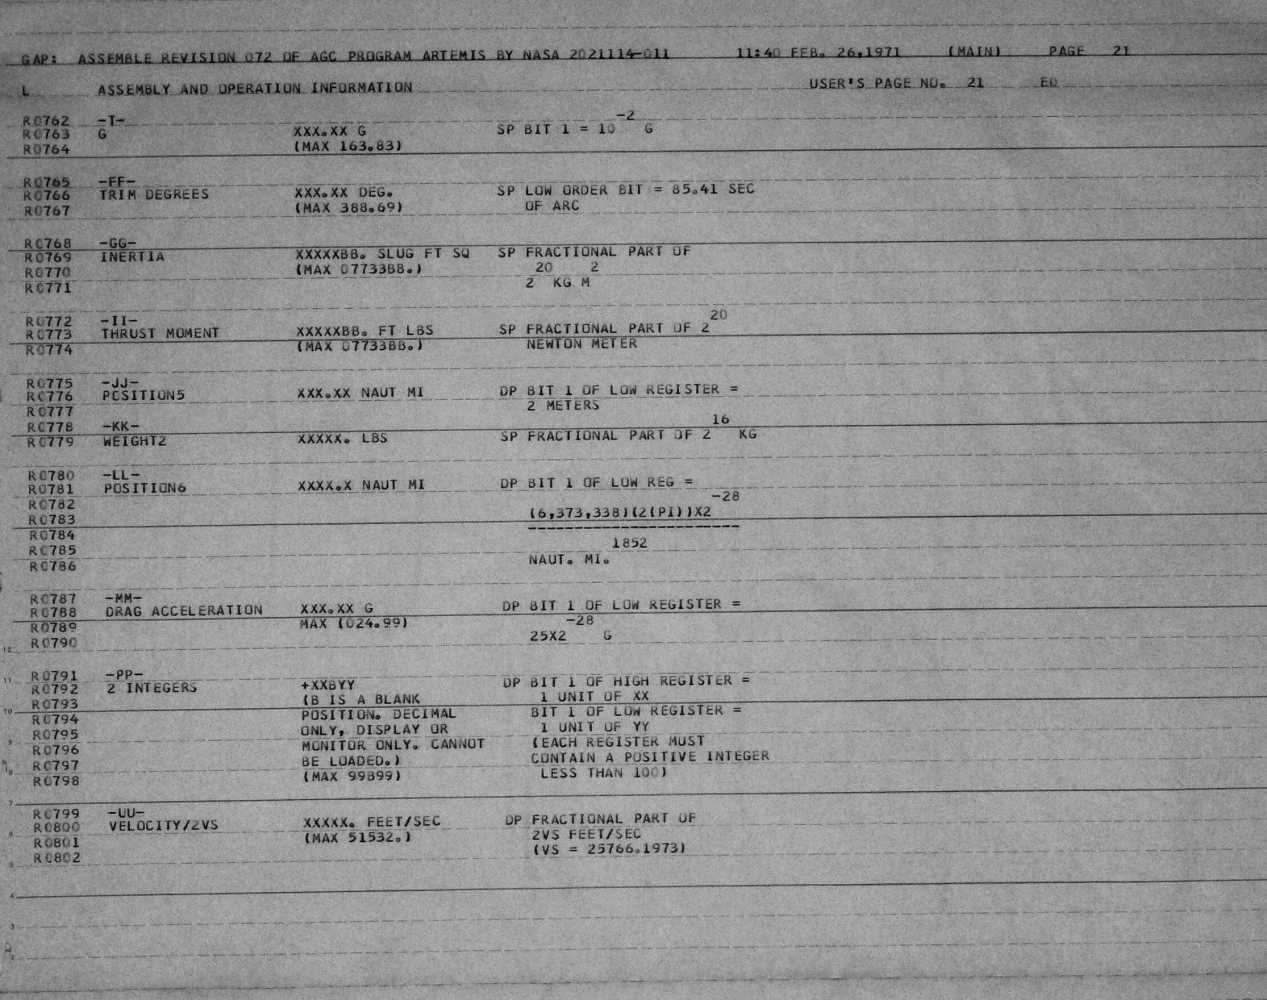 GAP: ASSEMBLE REVISION 072 OF AGC PROGRAM ARTEMIS BY NASA 2021114-011 11:40 FEB. 26,1971 (MAIN) PAGE 21
L ASSEMBLY AND OPERATION INFORMATION USER'S PAGE NO. 21 E0
-2
R0762 -T-
R0763 G XXX.XX G SP BIT 1 = 10 G
R0764 (MAX 163.83)
R0765 -FF-
R0766 TRIM DEGREES XXX.XX DEG. SP LOW ORDER BIT = 85.41 SEC
R0767 (MAX 388.69) OF ARC
R0768 -GG-
R0769 INERTIA XXXXXBB. SLUG FT SQ SP FRACTIONAL PART OF
R0770 (MAX 07733BB.) 20 2
R0771 2 KG M
20
R0772 -II-
R0773 THRUST MOMENT XXXXXBB. FT LBS SP FRACTIONAL PART OF 2
R0774 (MAX 07733BB.) NEWTON METER
R0775 -JJ-
R0776 POSITION5 XXX.XX NAUT MI DP BIT 1 OF LOW REGISTER =
R0777 2 METERS
R0778 -KK- 16
R0779 WEIGHT2 XXXXX. LBS SP FRACTIONAL PART OF 2 KG
R0780 -LL-
R0781 POSITION6 XXXX.X NAUT MI DP BIT 1 OF LOW REG =
R0782 -28
R0783 (6,373,338)(2(PI))X2
R0784 -----------------------
R0785 1852
R0786 NAUT. MI.
R0787 -MM-
R0788 DRAG ACCELERATION XXX.XX G DP BIT 1 OF LOW REGISTER =
R0789 MAX (024.99) -28
R0790 25X2 G
R0791 -PP-
R0792 2 INTEGERS +XXBYY DP BIT 1 OF HIGH REGISTER =
R0793 (B IS A BLANK 1 UNIT OF XX
R0794 POSITION. DECIMAL BIT 1 OF LOW REGISTER =
R0795 ONLY, DISPLAY OR 1 UNIT OF YY
R0796 MONITOR ONLY. CANNOT (EACH REGISTER MUST
R0797 BE LOADED.) CONTAIN A POSITIVE INTEGER
R0798 (MAX 99B99) LESS THAN 100)
R0799 -UU-
R0800 VELOCITY/2VS XXXXX. FEET/SEC DP FRACTIONAL PART OF
R0801 (MAX 51532.) 2VS FEET/SEC
R0802 (VS = 25766.1973)